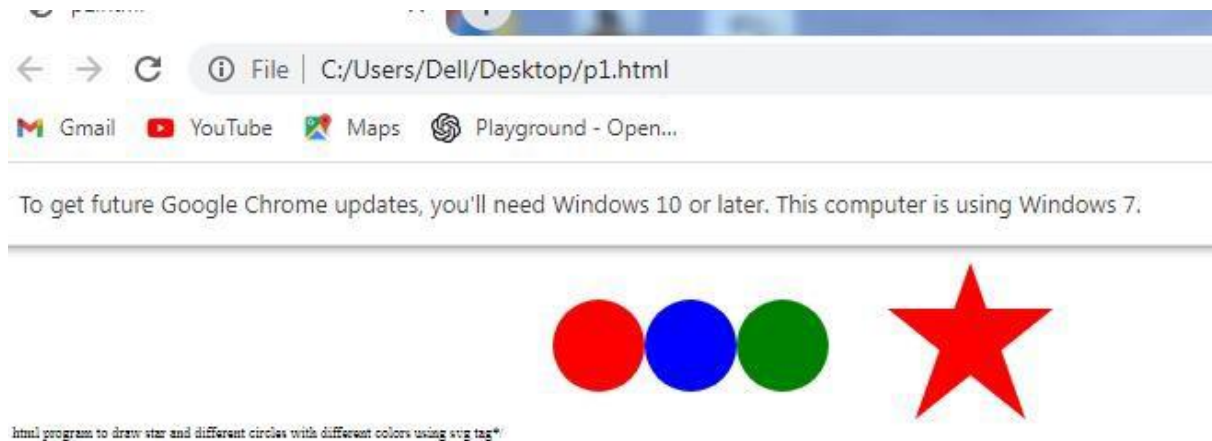 File | C:/Users/Dell/Desktop/p1.html
Gmail YouTube Maps Playground - Open...
To get future Google Chrome updates, you'll need Windows 10 or later. This computer is using Windows 7.
html program to draw star and different circles with different colors using svg tag*/